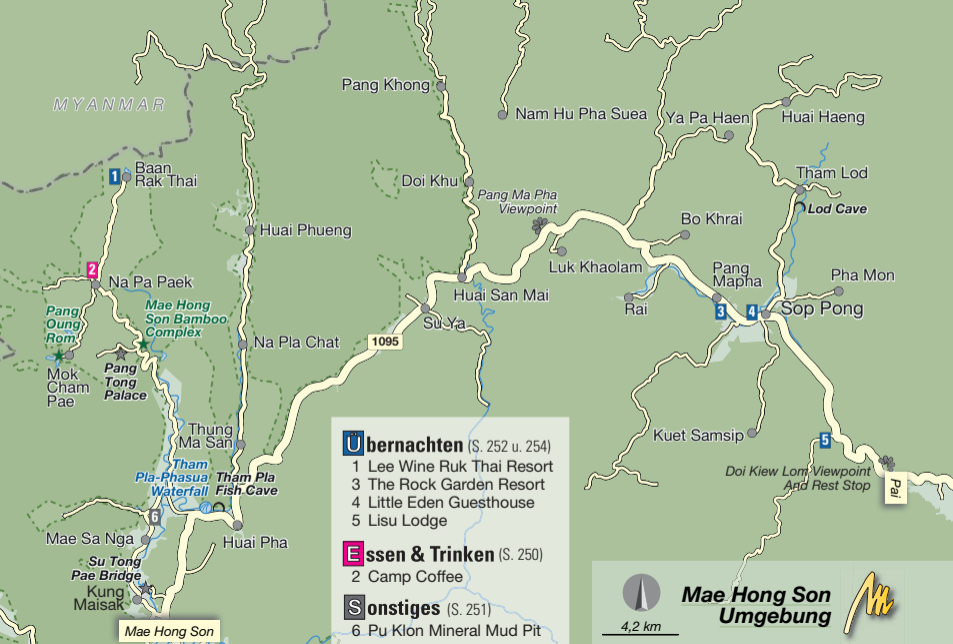 MYANMAR
Pang Khong
Nam Hu Pha Suea
Ya Pa Haen
Huai Haeng
1
Baan
Rak Thai
Doi Khu
Pang Ma Pha
Viewpoint
Tham Lod
Lod Cave
Huai Phueng
Bo Khrai
2
Na Pa Paek
Luk Khaolam
Pang
Mapha
Pha Mon
Huai San Mai
Rai
3
4
Sop Pong
Pang
Oung
Rom
Mae Hong
Son Bamboo
Complex
Su Ya
1095
Na Pla Chat
Mok
Cham
Pae
Pang
Tong
Palace
Thung
Ma San
Kuet Samsip
5
Doi Kiew Lom Viewpoint
And Rest Stop
Pai
Tham
Pla-Phasua
Waterfall
Tham Pla
Fish Cave
6
Mae Sa Nga
Huai Pha
Su Tong
Pae Bridge
Kung
Maisak
Mae Hong Son
Übernachten (S. 252 u. 254)
1 Lee Wine Ruk Thai Resort
3 The Rock Garden Resort
4 Little Eden Guesthouse
5 Lisu Lodge
Essen & Trinken (S. 250)
2 Camp Coffee
Sonstiges (S. 251)
6 Pu Klon Mineral Mud Pit
4,2 km
Mae Hong Son
Umgebung